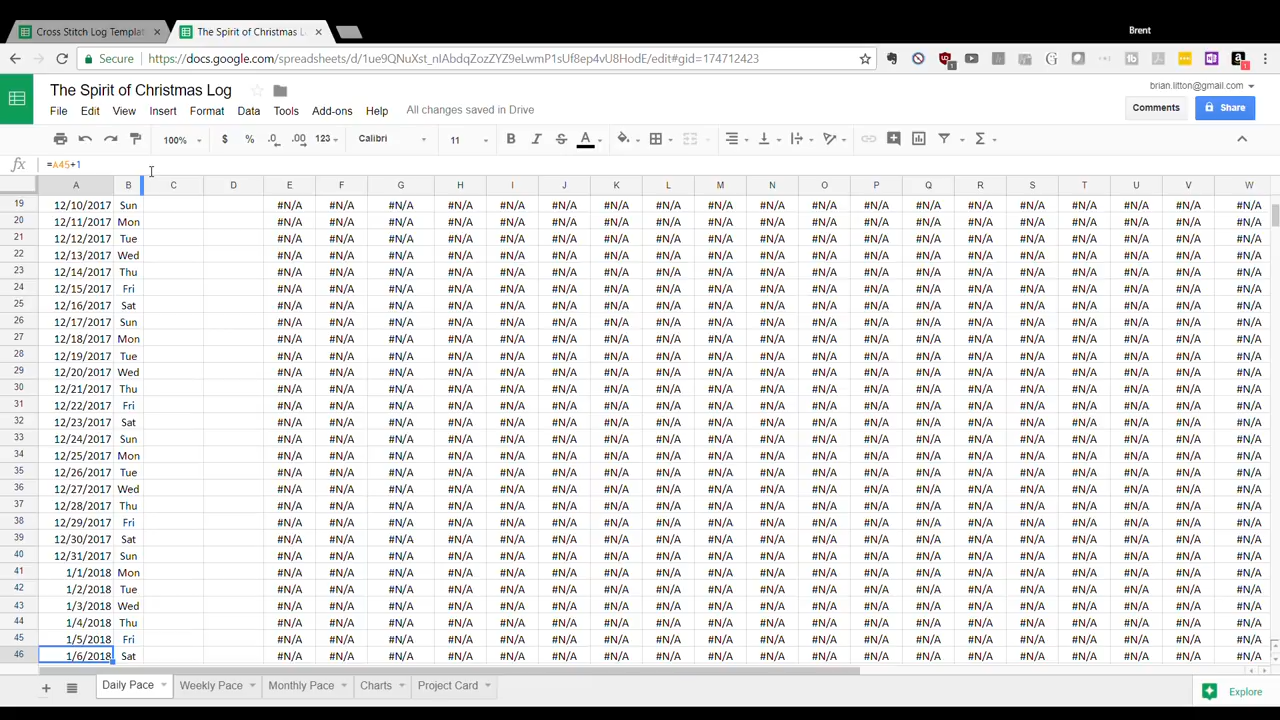 Cross Stitch Log Templat
The Spirit of Christmas L
Brent
Secure
https://docs.google.com/spreadsheets/d/1ue9QNuXst_nIAbdqZozZYZ9eLwmP1sUf8ep4vU8HodE/edit#gid=174712423
The Spirit of Christmas Log
brian.litton@gmail.com
File Edit View Insert Format Data Tools Add-ons Help All changes saved in Drive
Comments Share
100% $ % .0 .00 123 Calibri 11 B I S A
fx =A45+1
A B C D E F G H I J K L M N O P Q R S T U V W
19 12/10/2017 Sun #N/A #N/A #N/A #N/A #N/A #N/A #N/A #N/A #N/A #N/A #N/A #N/A #N/A #N/A #N/A #N/A #N/A #N/A #N/A
20 12/11/2017 Mon #N/A #N/A #N/A #N/A #N/A #N/A #N/A #N/A #N/A #N/A #N/A #N/A #N/A #N/A #N/A #N/A #N/A #N/A #N/A
21 12/12/2017 Tue #N/A #N/A #N/A #N/A #N/A #N/A #N/A #N/A #N/A #N/A #N/A #N/A #N/A #N/A #N/A #N/A #N/A #N/A #N/A
22 12/13/2017 Wed #N/A #N/A #N/A #N/A #N/A #N/A #N/A #N/A #N/A #N/A #N/A #N/A #N/A #N/A #N/A #N/A #N/A #N/A #N/A
23 12/14/2017 Thu #N/A #N/A #N/A #N/A #N/A #N/A #N/A #N/A #N/A #N/A #N/A #N/A #N/A #N/A #N/A #N/A #N/A #N/A #N/A
24 12/15/2017 Fri #N/A #N/A #N/A #N/A #N/A #N/A #N/A #N/A #N/A #N/A #N/A #N/A #N/A #N/A #N/A #N/A #N/A #N/A #N/A
25 12/16/2017 Sat #N/A #N/A #N/A #N/A #N/A #N/A #N/A #N/A #N/A #N/A #N/A #N/A #N/A #N/A #N/A #N/A #N/A #N/A #N/A
26 12/17/2017 Sun #N/A #N/A #N/A #N/A #N/A #N/A #N/A #N/A #N/A #N/A #N/A #N/A #N/A #N/A #N/A #N/A #N/A #N/A #N/A
27 12/18/2017 Mon #N/A #N/A #N/A #N/A #N/A #N/A #N/A #N/A #N/A #N/A #N/A #N/A #N/A #N/A #N/A #N/A #N/A #N/A #N/A
28 12/19/2017 Tue #N/A #N/A #N/A #N/A #N/A #N/A #N/A #N/A #N/A #N/A #N/A #N/A #N/A #N/A #N/A #N/A #N/A #N/A #N/A
29 12/20/2017 Wed #N/A #N/A #N/A #N/A #N/A #N/A #N/A #N/A #N/A #N/A #N/A #N/A #N/A #N/A #N/A #N/A #N/A #N/A #N/A
30 12/21/2017 Thu #N/A #N/A #N/A #N/A #N/A #N/A #N/A #N/A #N/A #N/A #N/A #N/A #N/A #N/A #N/A #N/A #N/A #N/A #N/A
31 12/22/2017 Fri #N/A #N/A #N/A #N/A #N/A #N/A #N/A #N/A #N/A #N/A #N/A #N/A #N/A #N/A #N/A #N/A #N/A #N/A #N/A
32 12/23/2017 Sat #N/A #N/A #N/A #N/A #N/A #N/A #N/A #N/A #N/A #N/A #N/A #N/A #N/A #N/A #N/A #N/A #N/A #N/A #N/A
33 12/24/2017 Sun #N/A #N/A #N/A #N/A #N/A #N/A #N/A #N/A #N/A #N/A #N/A #N/A #N/A #N/A #N/A #N/A #N/A #N/A #N/A
34 12/25/2017 Mon #N/A #N/A #N/A #N/A #N/A #N/A #N/A #N/A #N/A #N/A #N/A #N/A #N/A #N/A #N/A #N/A #N/A #N/A #N/A
35 12/26/2017 Tue #N/A #N/A #N/A #N/A #N/A #N/A #N/A #N/A #N/A #N/A #N/A #N/A #N/A #N/A #N/A #N/A #N/A #N/A #N/A
36 12/27/2017 Wed #N/A #N/A #N/A #N/A #N/A #N/A #N/A #N/A #N/A #N/A #N/A #N/A #N/A #N/A #N/A #N/A #N/A #N/A #N/A
37 12/28/2017 Thu #N/A #N/A #N/A #N/A #N/A #N/A #N/A #N/A #N/A #N/A #N/A #N/A #N/A #N/A #N/A #N/A #N/A #N/A #N/A
38 12/29/2017 Fri #N/A #N/A #N/A #N/A #N/A #N/A #N/A #N/A #N/A #N/A #N/A #N/A #N/A #N/A #N/A #N/A #N/A #N/A #N/A
39 12/30/2017 Sat #N/A #N/A #N/A #N/A #N/A #N/A #N/A #N/A #N/A #N/A #N/A #N/A #N/A #N/A #N/A #N/A #N/A #N/A #N/A
40 12/31/2017 Sun #N/A #N/A #N/A #N/A #N/A #N/A #N/A #N/A #N/A #N/A #N/A #N/A #N/A #N/A #N/A #N/A #N/A #N/A #N/A
41 1/1/2018 Mon #N/A #N/A #N/A #N/A #N/A #N/A #N/A #N/A #N/A #N/A #N/A #N/A #N/A #N/A #N/A #N/A #N/A #N/A #N/A
42 1/2/2018 Tue #N/A #N/A #N/A #N/A #N/A #N/A #N/A #N/A #N/A #N/A #N/A #N/A #N/A #N/A #N/A #N/A #N/A #N/A #N/A
43 1/3/2018 Wed #N/A #N/A #N/A #N/A #N/A #N/A #N/A #N/A #N/A #N/A #N/A #N/A #N/A #N/A #N/A #N/A #N/A #N/A #N/A
44 1/4/2018 Thu #N/A #N/A #N/A #N/A #N/A #N/A #N/A #N/A #N/A #N/A #N/A #N/A #N/A #N/A #N/A #N/A #N/A #N/A #N/A
45 1/5/2018 Fri #N/A #N/A #N/A #N/A #N/A #N/A #N/A #N/A #N/A #N/A #N/A #N/A #N/A #N/A #N/A #N/A #N/A #N/A #N/A
46 1/6/2018 Sat #N/A #N/A #N/A #N/A #N/A #N/A #N/A #N/A #N/A #N/A #N/A #N/A #N/A #N/A #N/A #N/A #N/A #N/A #N/A
Daily Pace Weekly Pace Monthly Pace Charts Project Card Explore